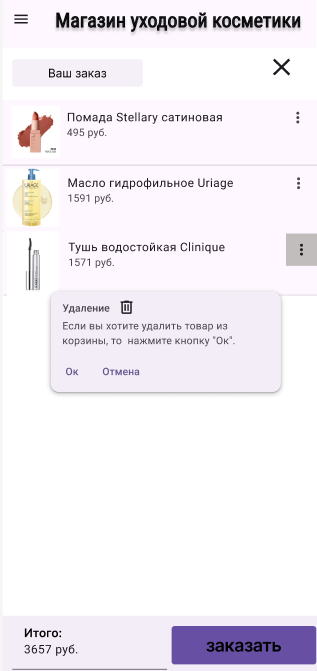 Магазин уходовой косметики
Ваш заказ
Помада Stellary сатиновая
495 руб.
Масло гидрофильное Uriage
1591 руб.
URIAGE
Тушь водостойкая Clinique
1571 руб.
Удаление
Если вы хотите удалить товар из
корзины, то нажмите кнопку "Ок".
Ок Отмена
Итого:
3657 руб.
заказать